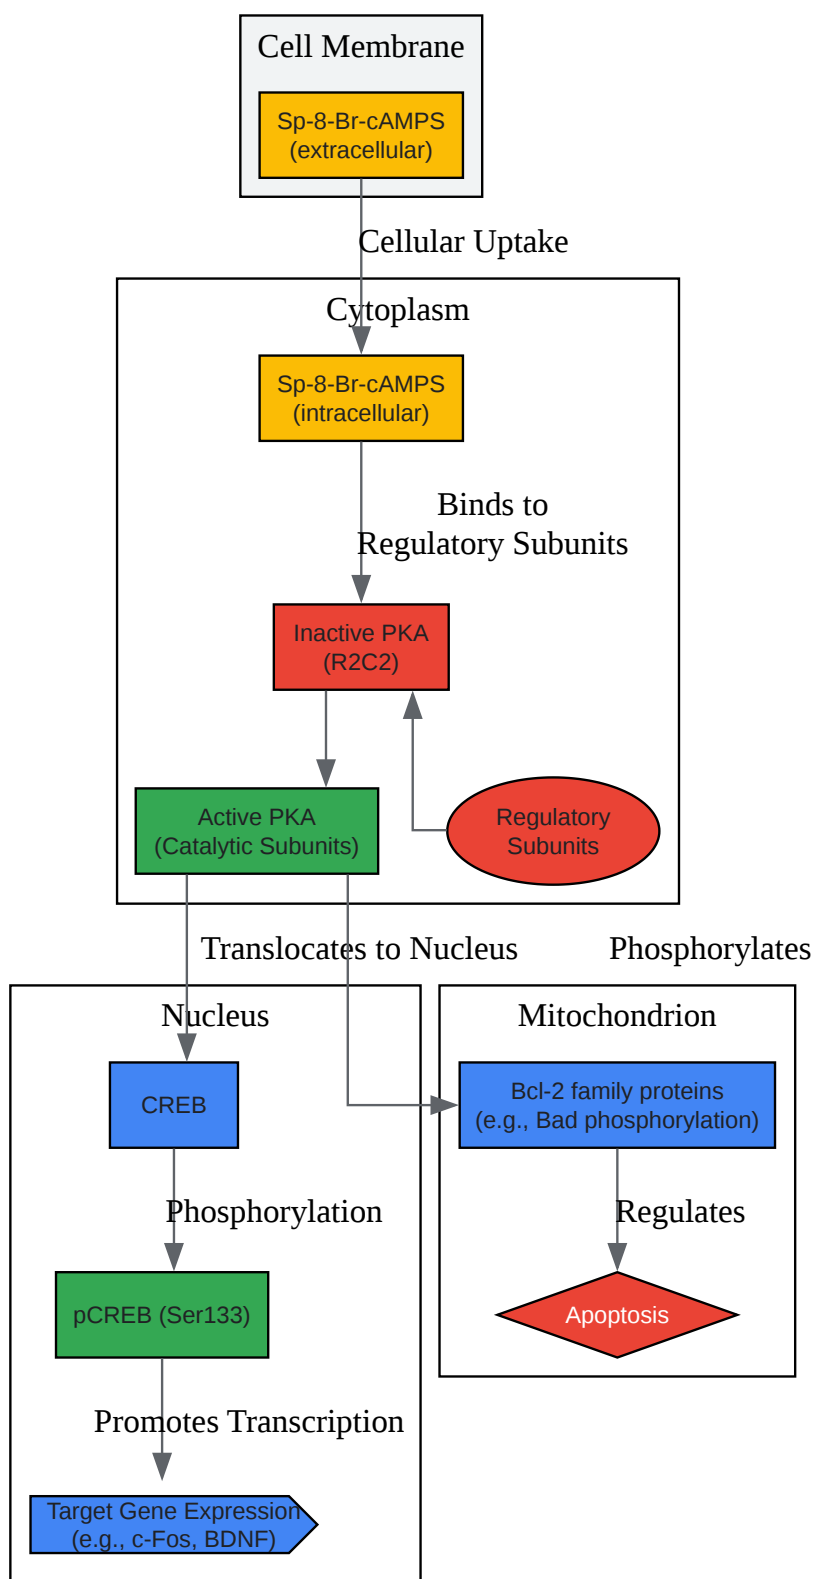 Cell Membrane
Sp-8-Br-cAMPS
(extracellular)
Cellular Uptake
Cytoplasm
Sp-8-Br-cAMPS
(intracellular)
Binds to
Regulatory Subunits
Inactive PKA
(R2C2)
Active PKA
(Catalytic Subunits)
Regulatory
Subunits
Translocates to Nucleus
Phosphorylates
Nucleus
Mitochondrion
CREB
Bcl-2 family proteins
(e.g., Bad phosphorylation)
Phosphorylation
Regulates
pCREB (Ser133)
Apoptosis
Promotes Transcription
Target Gene Expression
(e.g., c-Fos, BDNF)